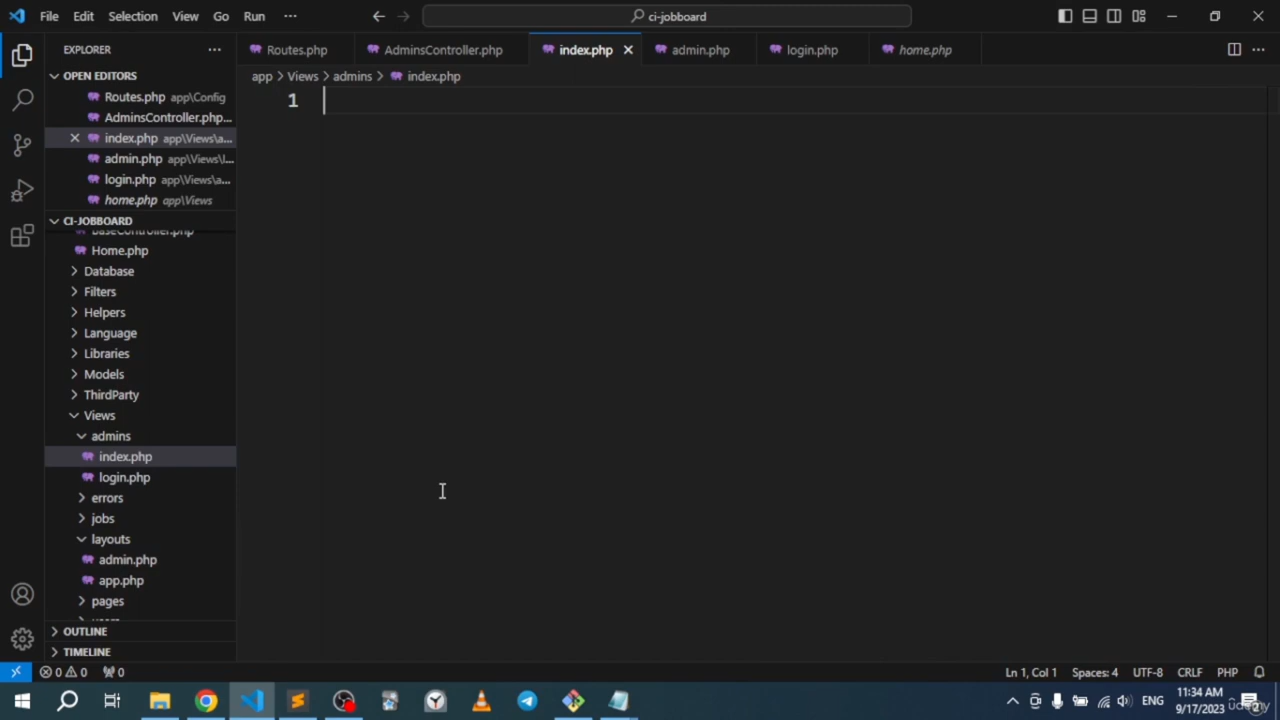 File Edit Selection View Go Run ··· ci-jobboard
EXPLORER ···
Routes.php AdminsController.php index.php admin.php login.php home.php
OPEN EDITORS
app > Views > admins > index.php
Routes.php app\Config
1
AdminsController.php...
index.php app\Views\a...
admin.php app\Views\l...
login.php app\Views\a...
home.php app\Views
CI-JOBBOARD
BaseController.php
Home.php
Database
Filters
Helpers
Language
Libraries
Models
ThirdParty
Views
admins
index.php
login.php
errors
jobs
layouts
admin.php
app.php
pages
OUTLINE
TIMELINE
0 0 0 Ln 1, Col 1 Spaces: 4 UTF-8 CRLF PHP
ENG 11:34 AM
9/17/2023
udemy